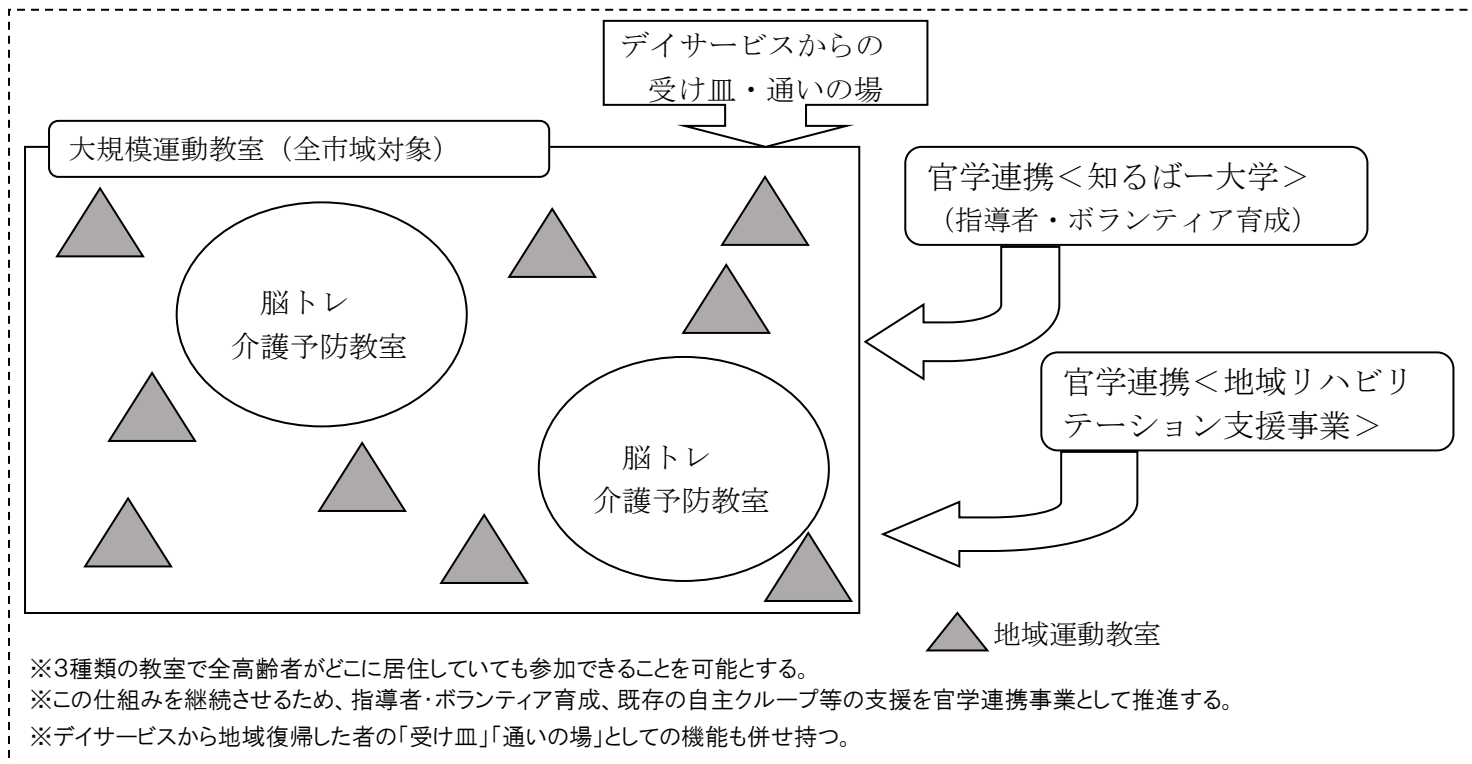 デイサービスからの
受け皿・通いの場
大規模運動教室（全市域対象）
官学連携＜知るばー大学＞
（指導者・ボランティア育成）
脳トレ
介護予防教室
官学連携＜地域リハビリ
テーション支援事業＞
脳トレ
介護予防教室
地域運動教室
※3種類の教室で全高齢者がどこに居住していても参加できることを可能とする。
※この仕組みを継続させるため、指導者・ボランティア育成、既存の自主クループ等の支援を官学連携事業として推進する。
※デイサービスから地域復帰した者の「受け皿」「通いの場」としての機能も併せ持つ。